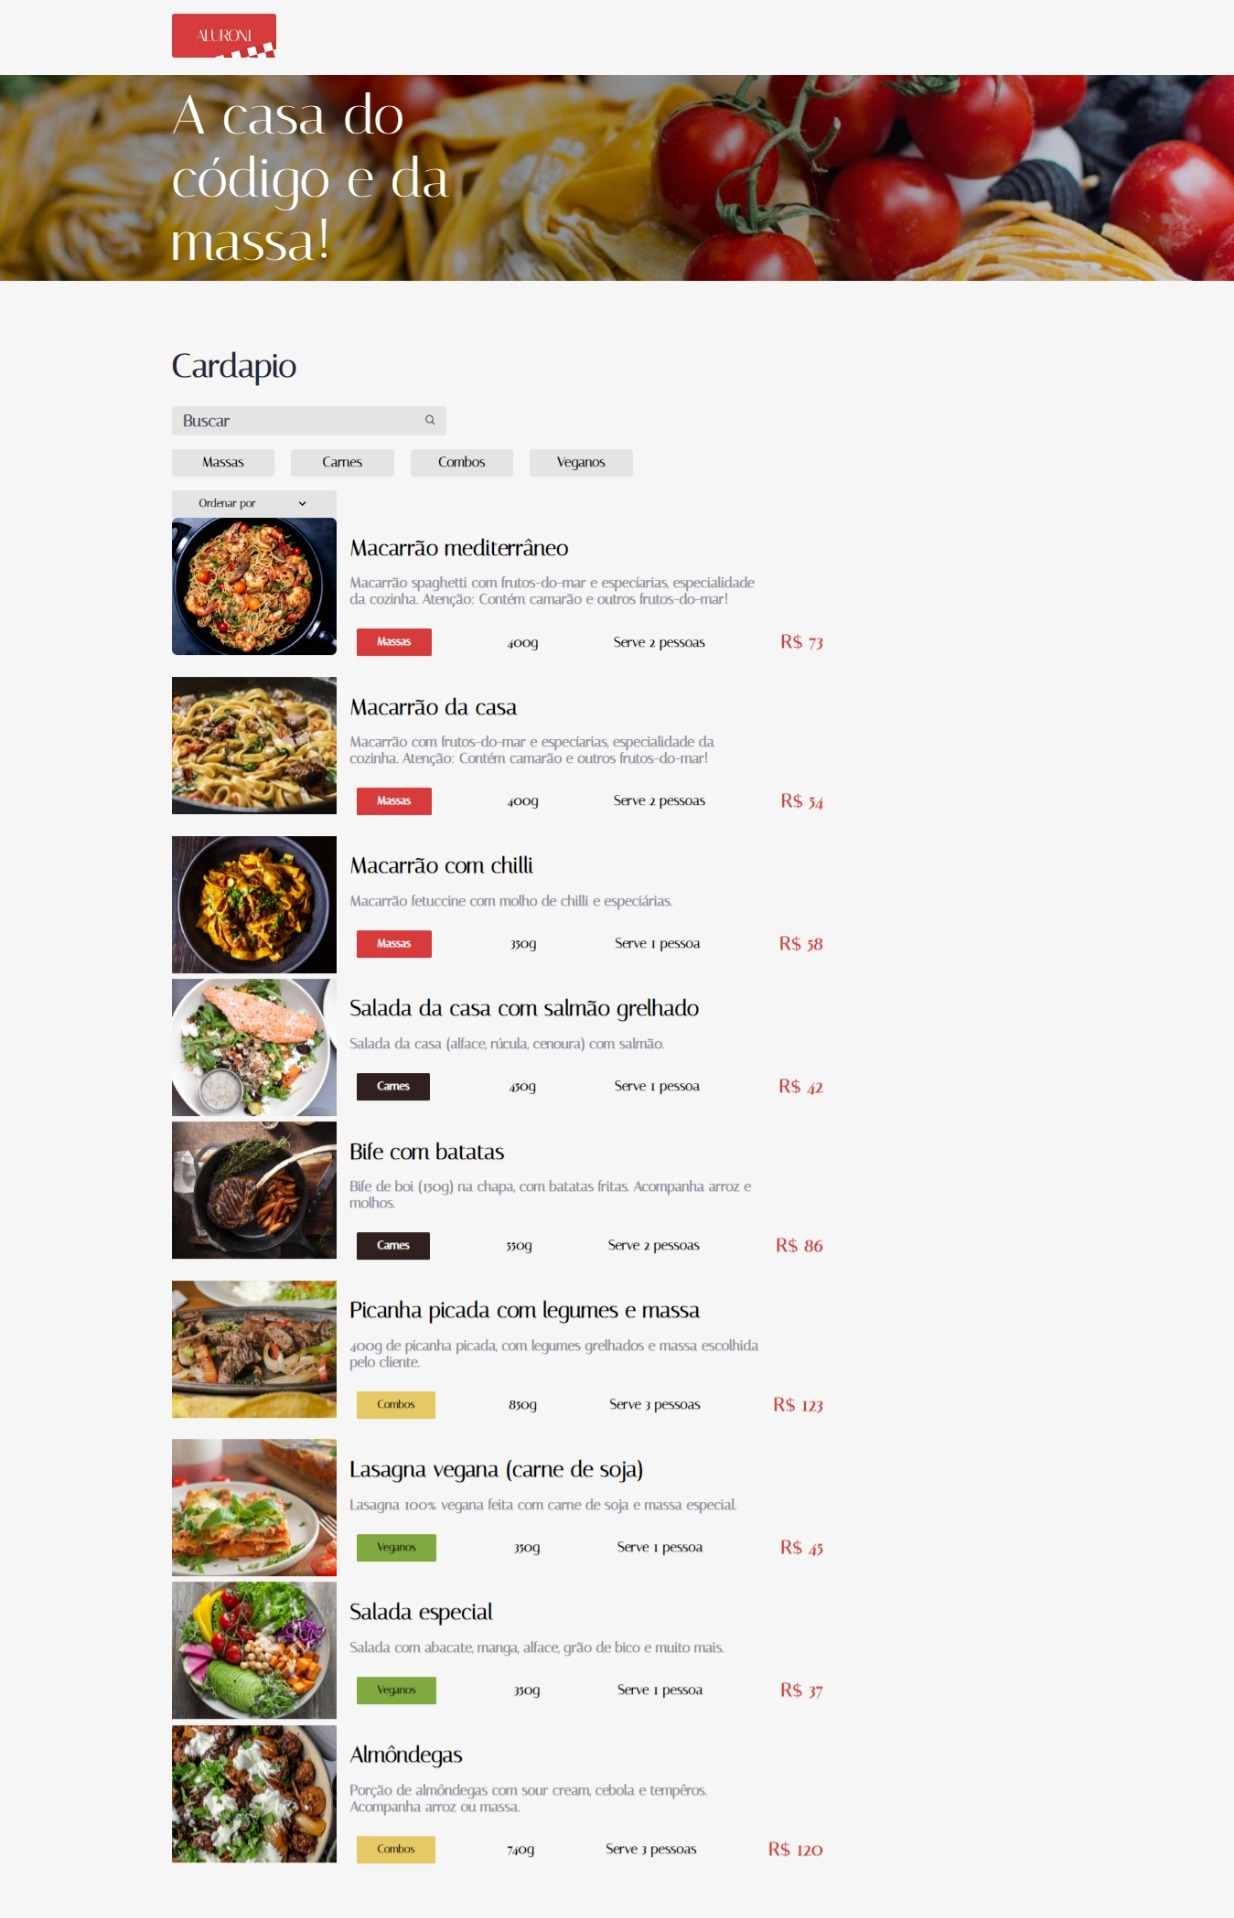 ALURONI
A casa do
código e da
massa!
Cardapio
Buscar
Massas Carnes Combos Veganos
Ordenar por
Macarrão mediterrâneo
Macarrão spaghetti com frutos-do-mar e especíarias, especialidade
da cozinha. Atenção: Contém camarão e outros frutos-do-mar!
Massas 400g Serve 2 pessoas R$ 73
Macarrão da casa
Macarrão com frutos-do-mar e especíarias, especialidade da
cozinha. Atenção: Contém camarão e outros frutos-do-mar!
Massas 400g Serve 2 pessoas R$ 54
Macarrão com chilli
Macarrão fetuccine com molho de chilli e especiárias.
Massas 350g Serve 1 pessoa R$ 58
Salada da casa com salmão grelhado
Salada da casa (alface, rúcula, cenoura) com salmão.
Carnes 450g Serve 1 pessoa R$ 42
Bife com batatas
Bife de boi (150g) na chapa, com batatas fritas. Acompanha arroz e
molhos.
Carnes 550g Serve 2 pessoas R$ 86
Picanha picada com legumes e massa
400g de picanha picada, com legumes grelhados e massa escolhida
pelo cliente.
Combos 850g Serve 3 pessoas R$ 123
Lasagna vegana (carne de soja)
Lasagna 100% vegana feita com carne de soja e massa especial.
Veganos 350g Serve 1 pessoa R$ 45
Salada especial
Salada com abacate, manga, alface, grão de bico e muito mais.
Veganos 350g Serve 1 pessoa R$ 37
Almôndegas
Porção de almôndegas com sour cream, cebola e tempêros.
Acompanha arroz ou massa.
Combos 740g Serve 3 pessoas R$ 120